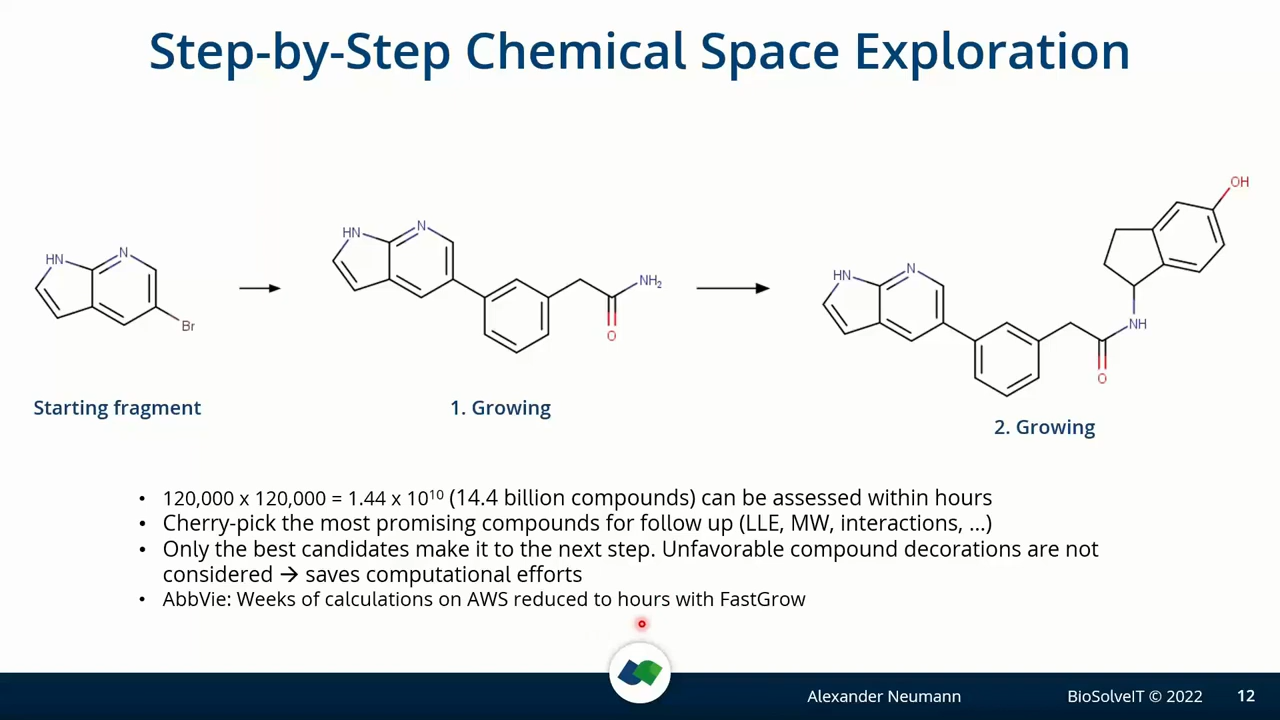 Step-by-Step Chemical Space Exploration
HN
N
Br
HN
N
NH₂
O
HN
N
OH
NH
O
Starting fragment
1. Growing
2. Growing
• 120,000 x 120,000 = 1.44 x 10¹⁰ (14.4 billion compounds) can be assessed within hours
• Cherry-pick the most promising compounds for follow up (LLE, MW, interactions, ...)
• Only the best candidates make it to the next step. Unfavorable compound decorations are not
considered → saves computational efforts
• AbbVie: Weeks of calculations on AWS reduced to hours with FastGrow
Alexander Neumann
BioSolveIT © 2022
12